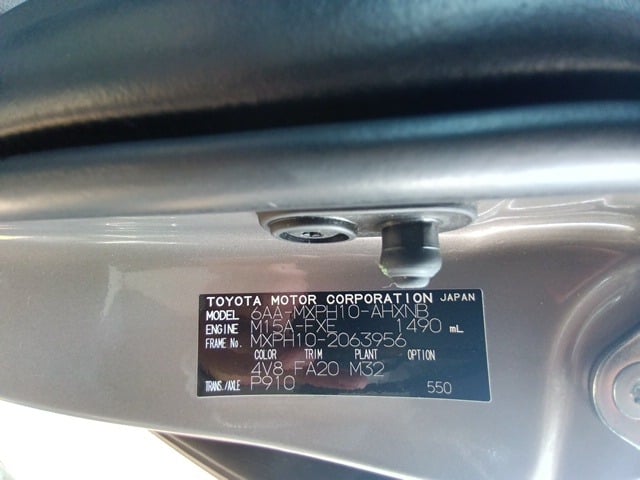 TOYOTA MOTOR CORPORATION JAPAN
MODEL 6AA-MXPH10-AHXNB
ENGINE M15A-FXE 1490 mL
FRAME No. MXPH10-2063956
COLOR TRIM PLANT OPTION
4V8 FA20 M32
TRANS./AXLE P910 550